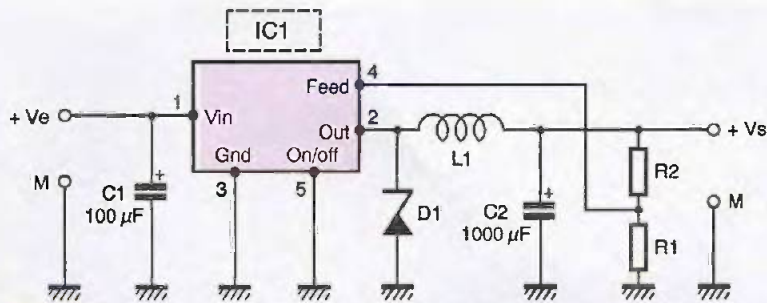 IC1
4
Feed
1
2
+ Ve
Vin
Out
+ Vs
L1
Gnd
On/off
R2
M
C1
+
100 µF
3
5
D1
C2
+
1000 µF
M
R1